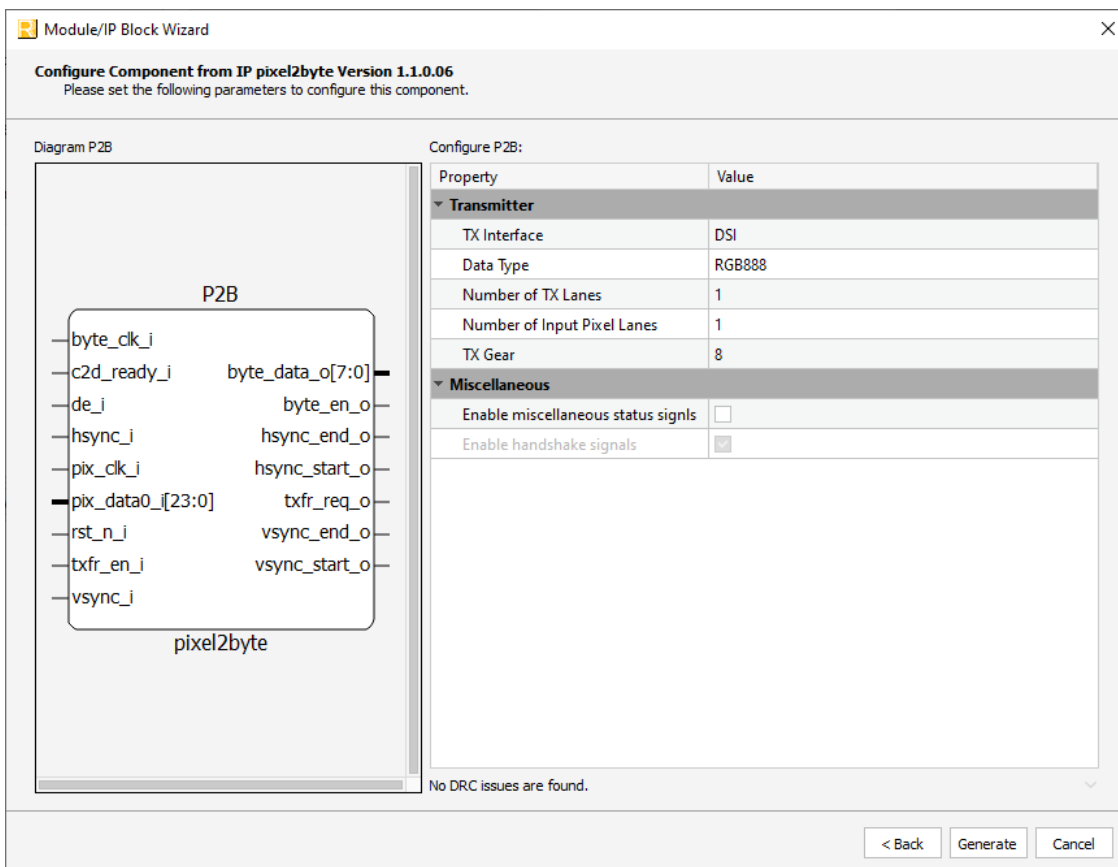 Module/IP Block Wizard
Configure Component from IP pixel2byte Version 1.1.0.06
Please set the following parameters to configure this component.
Diagram P2B
P2B
byte_clk_i
c2d_ready_i byte_data_o[7:0]
de_i byte_en_o
hsync_i hsync_end_o
pix_clk_i hsync_start_o
pix_data0_i[23:0] txfr_req_o
rst_n_i vsync_end_o
txfr_en_i vsync_start_o
vsync_i
pixel2byte
Configure P2B:
Property Value
Transmitter
TX Interface DSI
Data Type RGB888
Number of TX Lanes 1
Number of Input Pixel Lanes 1
TX Gear 8
Miscellaneous
Enable miscellaneous status signls
Enable handshake signals
No DRC issues are found.
< Back Generate Cancel